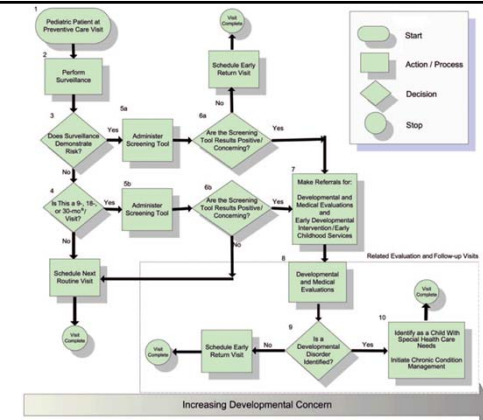 1
Pediatric Patient at
Preventive Care Visit
2
Perform
Surveillance
3
Does Surveillance
Demonstrate
Risk?
Yes
No
5a
Administer
Screening Tool
6a
Are the Screening
Tool Results Positive/
Concerning?
Yes
No
Schedule Early
Return Visit
Visit
Complete
4
Is This a 9-, 18-
or 30-mo
Visit?
Yes
No
5b
Administer
Screening Tool
6b
Are the Screening
Tool Results Positive/
Concerning?
Yes
No
7
Make Referrals for:
Developmental and
Medical Evaluations
and
Early Developmental
Intervention/Early
Childhood Services
Schedule Next
Routine Visit
Visit
Complete
Related Evaluation and Follow-up Visits
8
Developmental
and Medical
Evaluations
9
Is a
Developmental
Disorder
Identified?
No
Yes
Schedule Early
Return Visit
Visit
Complete
10
Identify as a Child With
Special Health Care
Needs
Initiate Chronic Condition
Management
Visit
Complete
Start
Action / Process
Decision
Stop
Increasing Developmental Concern